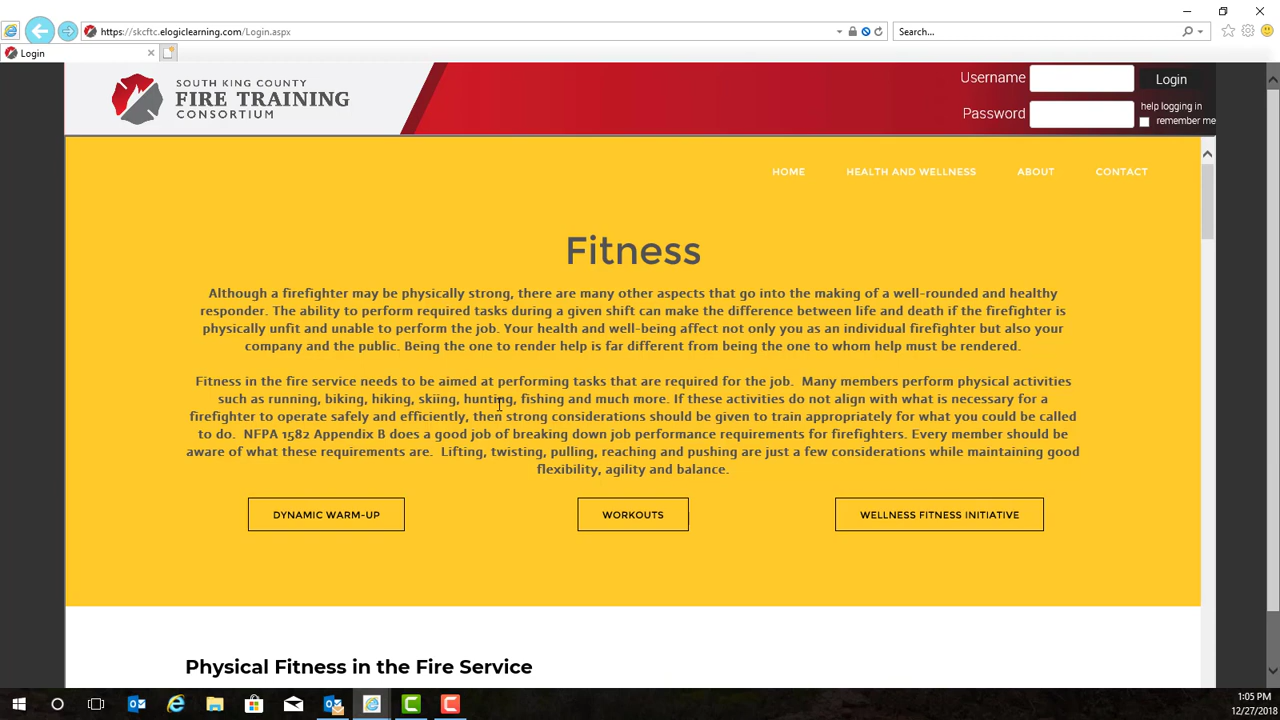 https://skcftc.elogiclearning.com/Login.aspx
Search...
Login
SOUTH KING COUNTY
FIRE TRAINING
CONSORTIUM
Username
Login
Password
help logging in
remember me
HOME
HEALTH AND WELLNESS
ABOUT
CONTACT
Fitness
Although a firefighter may be physically strong, there are many other aspects that go into the making of a well-rounded and healthy
responder. The ability to perform required tasks during a given shift can make the difference between life and death if the firefighter is
physically unfit and unable to perform the job. Your health and well-being affect not only you as an individual firefighter but also your
company and the public. Being the one to render help is far different from being the one to whom help must be rendered.
Fitness in the fire service needs to be aimed at performing tasks that are required for the job. Many members perform physical activities
such as running, biking, hiking, skiing, hunting, fishing and much more. If these activities do not align with what is necessary for a
firefighter to operate safely and efficiently, then strong considerations should be given to train appropriately for what you could be called
to do. NFPA 1582 Appendix B does a good job of breaking down job performance requirements for firefighters. Every member should be
aware of what these requirements are. Lifting, twisting, pulling, reaching and pushing are just a few considerations while maintaining good
flexibility, agility and balance.
DYNAMIC WARM-UP
WORKOUTS
WELLNESS FITNESS INITIATIVE
Physical Fitness in the Fire Service
1:05 PM
12/27/2018